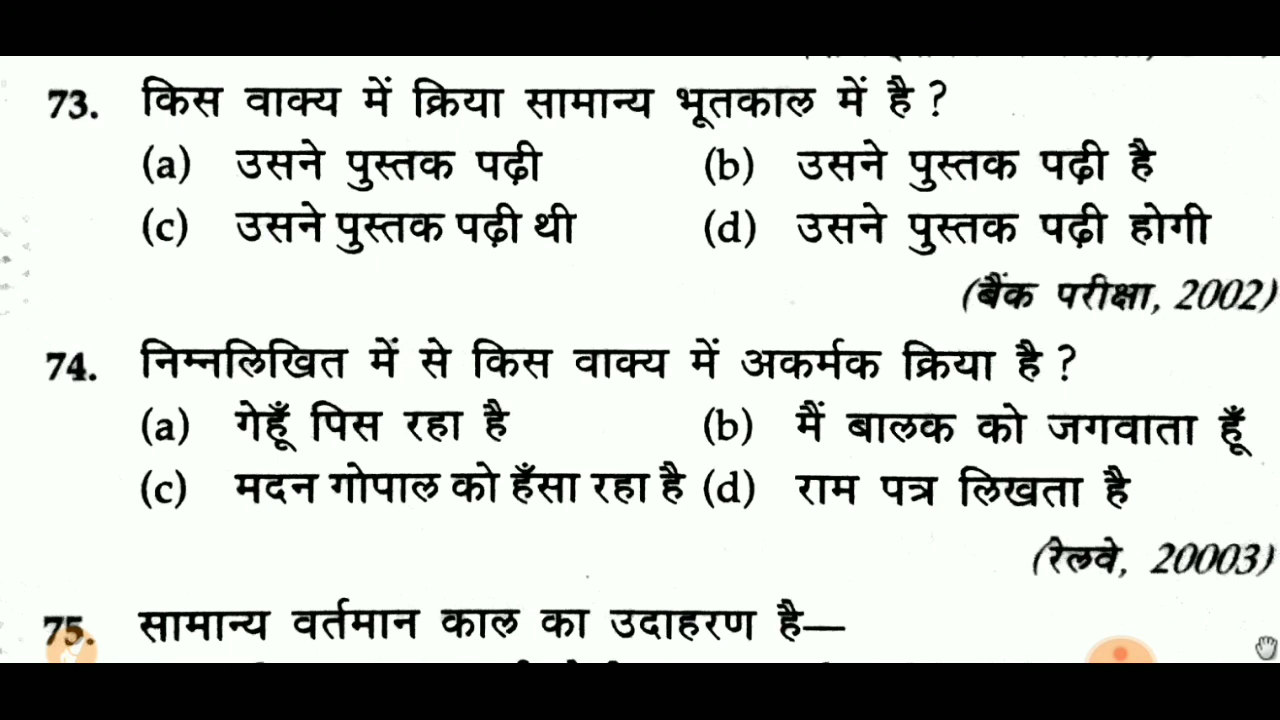 73. किस वाक्य में क्रिया सामान्य भूतकाल में है ?
(a) उसने पुस्तक पढ़ी (b) उसने पुस्तक पढ़ी है
(c) उसने पुस्तक पढ़ी थी (d) उसने पुस्तक पढ़ी होगी
(बैंक परीक्षा, 2002)
74. निम्नलिखित में से किस वाक्य में अकर्मक क्रिया है ?
(a) गेहूँ पिस रहा है (b) मैं बालक को जगवाता हूँ
(c) मदन गोपाल को हँसा रहा है (d) राम पत्र लिखता है
(रेलवे, 20003)
75. सामान्य वर्तमान काल का उदाहरण है—